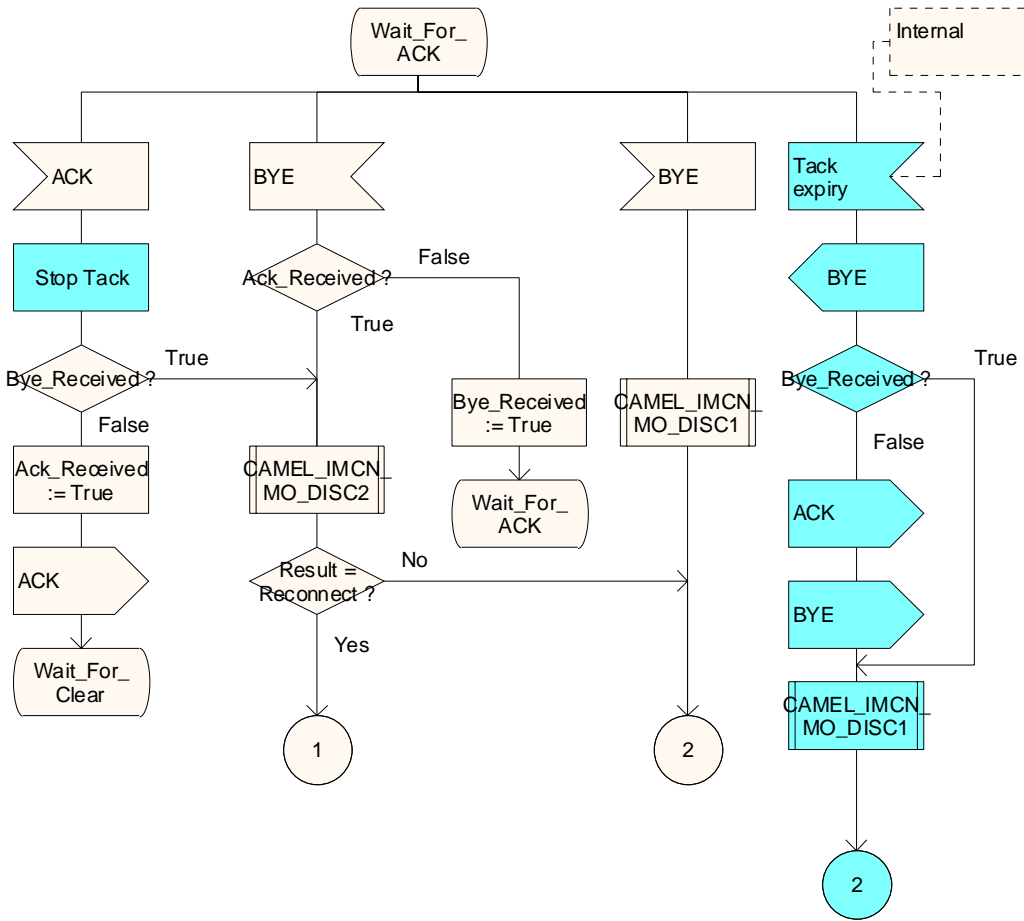 Wait_For_
ACK
Internal
ACK
BYE
BYE
Tack
expiry
Stop Tack
Ack_Received ?
False
BYE
True
Bye_Received ?
True
Bye_Received
:= True
CAMEL_IMCN_
MO_DISC1
Bye_Received ?
True
False
False
Ack_Received
:= True
CAMEL_IMCN_
MO_DISC2
Wait_For_
ACK
ACK
ACK
Result =
Reconnect ?
No
BYE
Yes
Wait_For_
Clear
CAMEL_IMCN_
MO_DISC1
1
2
2